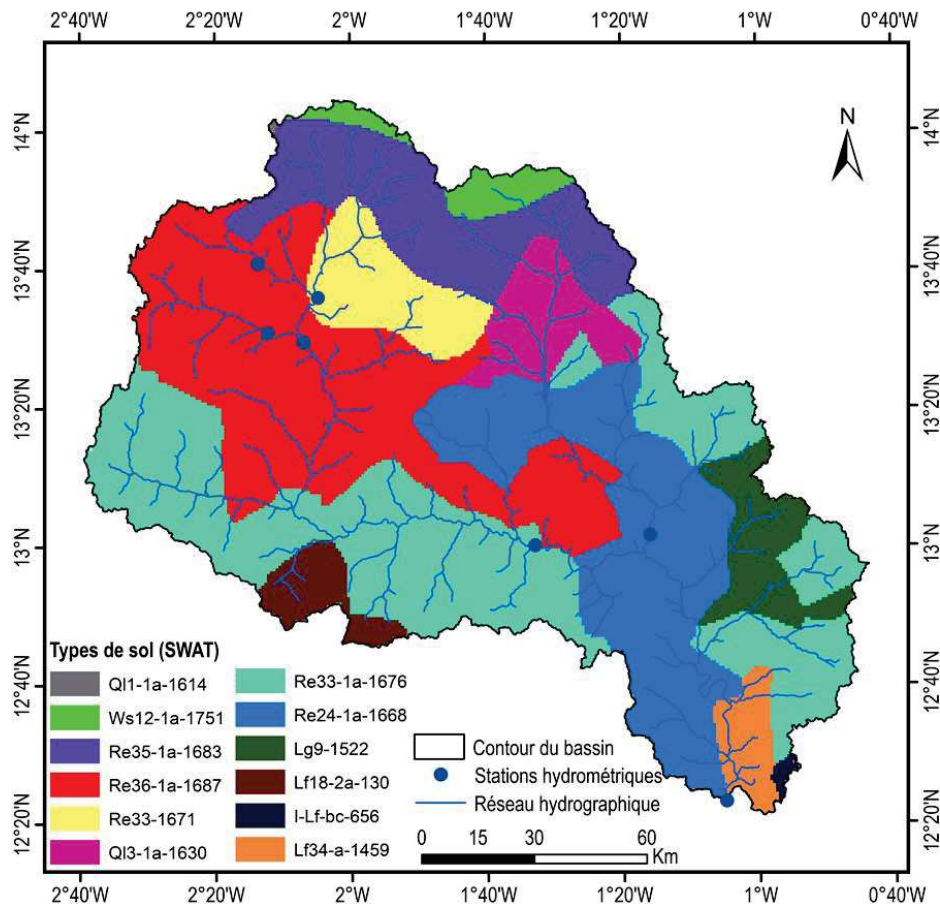 2°40'W 2°20'W 2°W 1°40'W 1°20'W 1°W 0°40'W
N
14°N 14°N
13°40'N 13°40'N
13°20'N 13°20'N
13°N 13°N
12°40'N 12°40'N
12°20'N 12°20'N
Types de sol (SWAT)
Ql1-1a-1614
Ws12-1a-1751
Re35-1a-1683
Re36-1a-1687
Re33-1671
Ql3-1a-1630
Re33-1a-1676
Re24-1a-1668
Lg9-1522
Lf18-2a-130
I-Lf-bc-656
Lf34-a-1459
Contour du bassin
Stations hydrométriques
Réseau hydrographique
0 15 30 60
Km
2°40'W 2°20'W 2°W 1°40'W 1°20'W 1°W 0°40'W